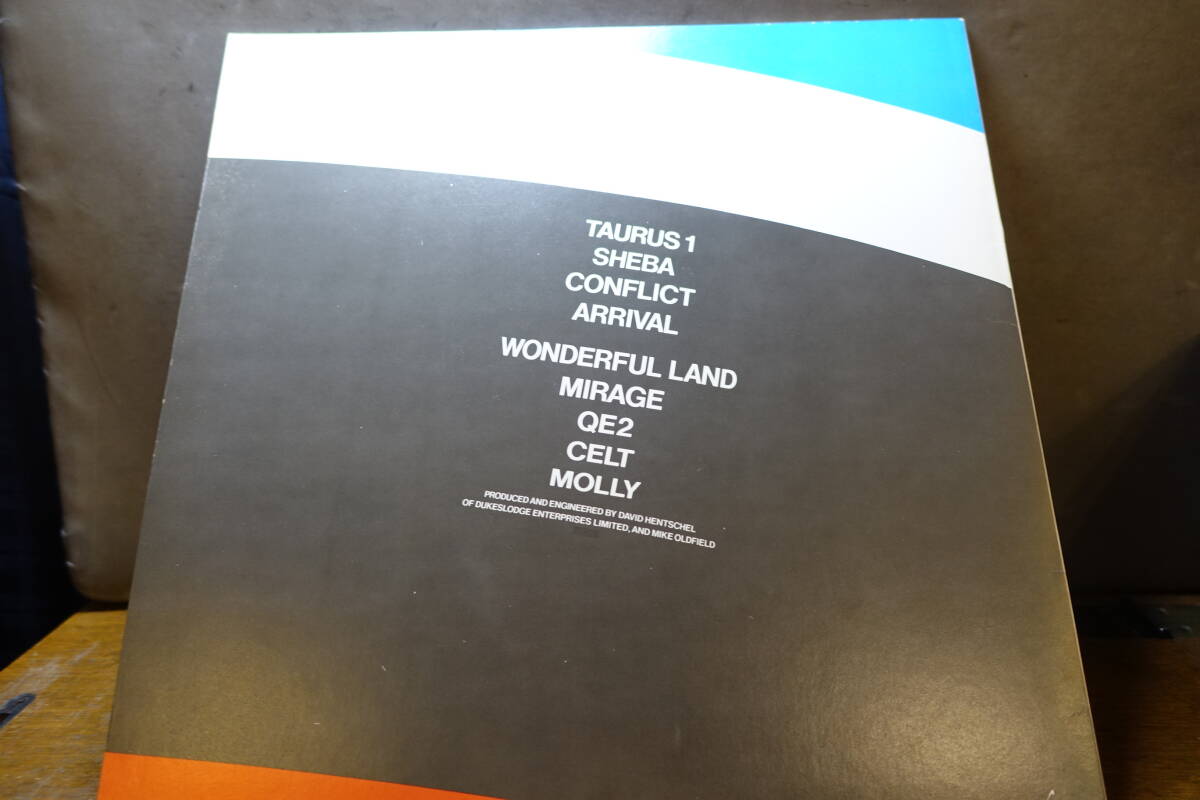 TAURUS 1
SHEBA
CONFLICT
ARRIVAL
WONDERFUL LAND
MIRAGE
QE2
CELT
MOLLY
PRODUCED AND ENGINEERED BY DAVID HENTSCHEL
OF DUKESLODGE ENTERPRISES LIMITED, AND MIKE OLDFIELD